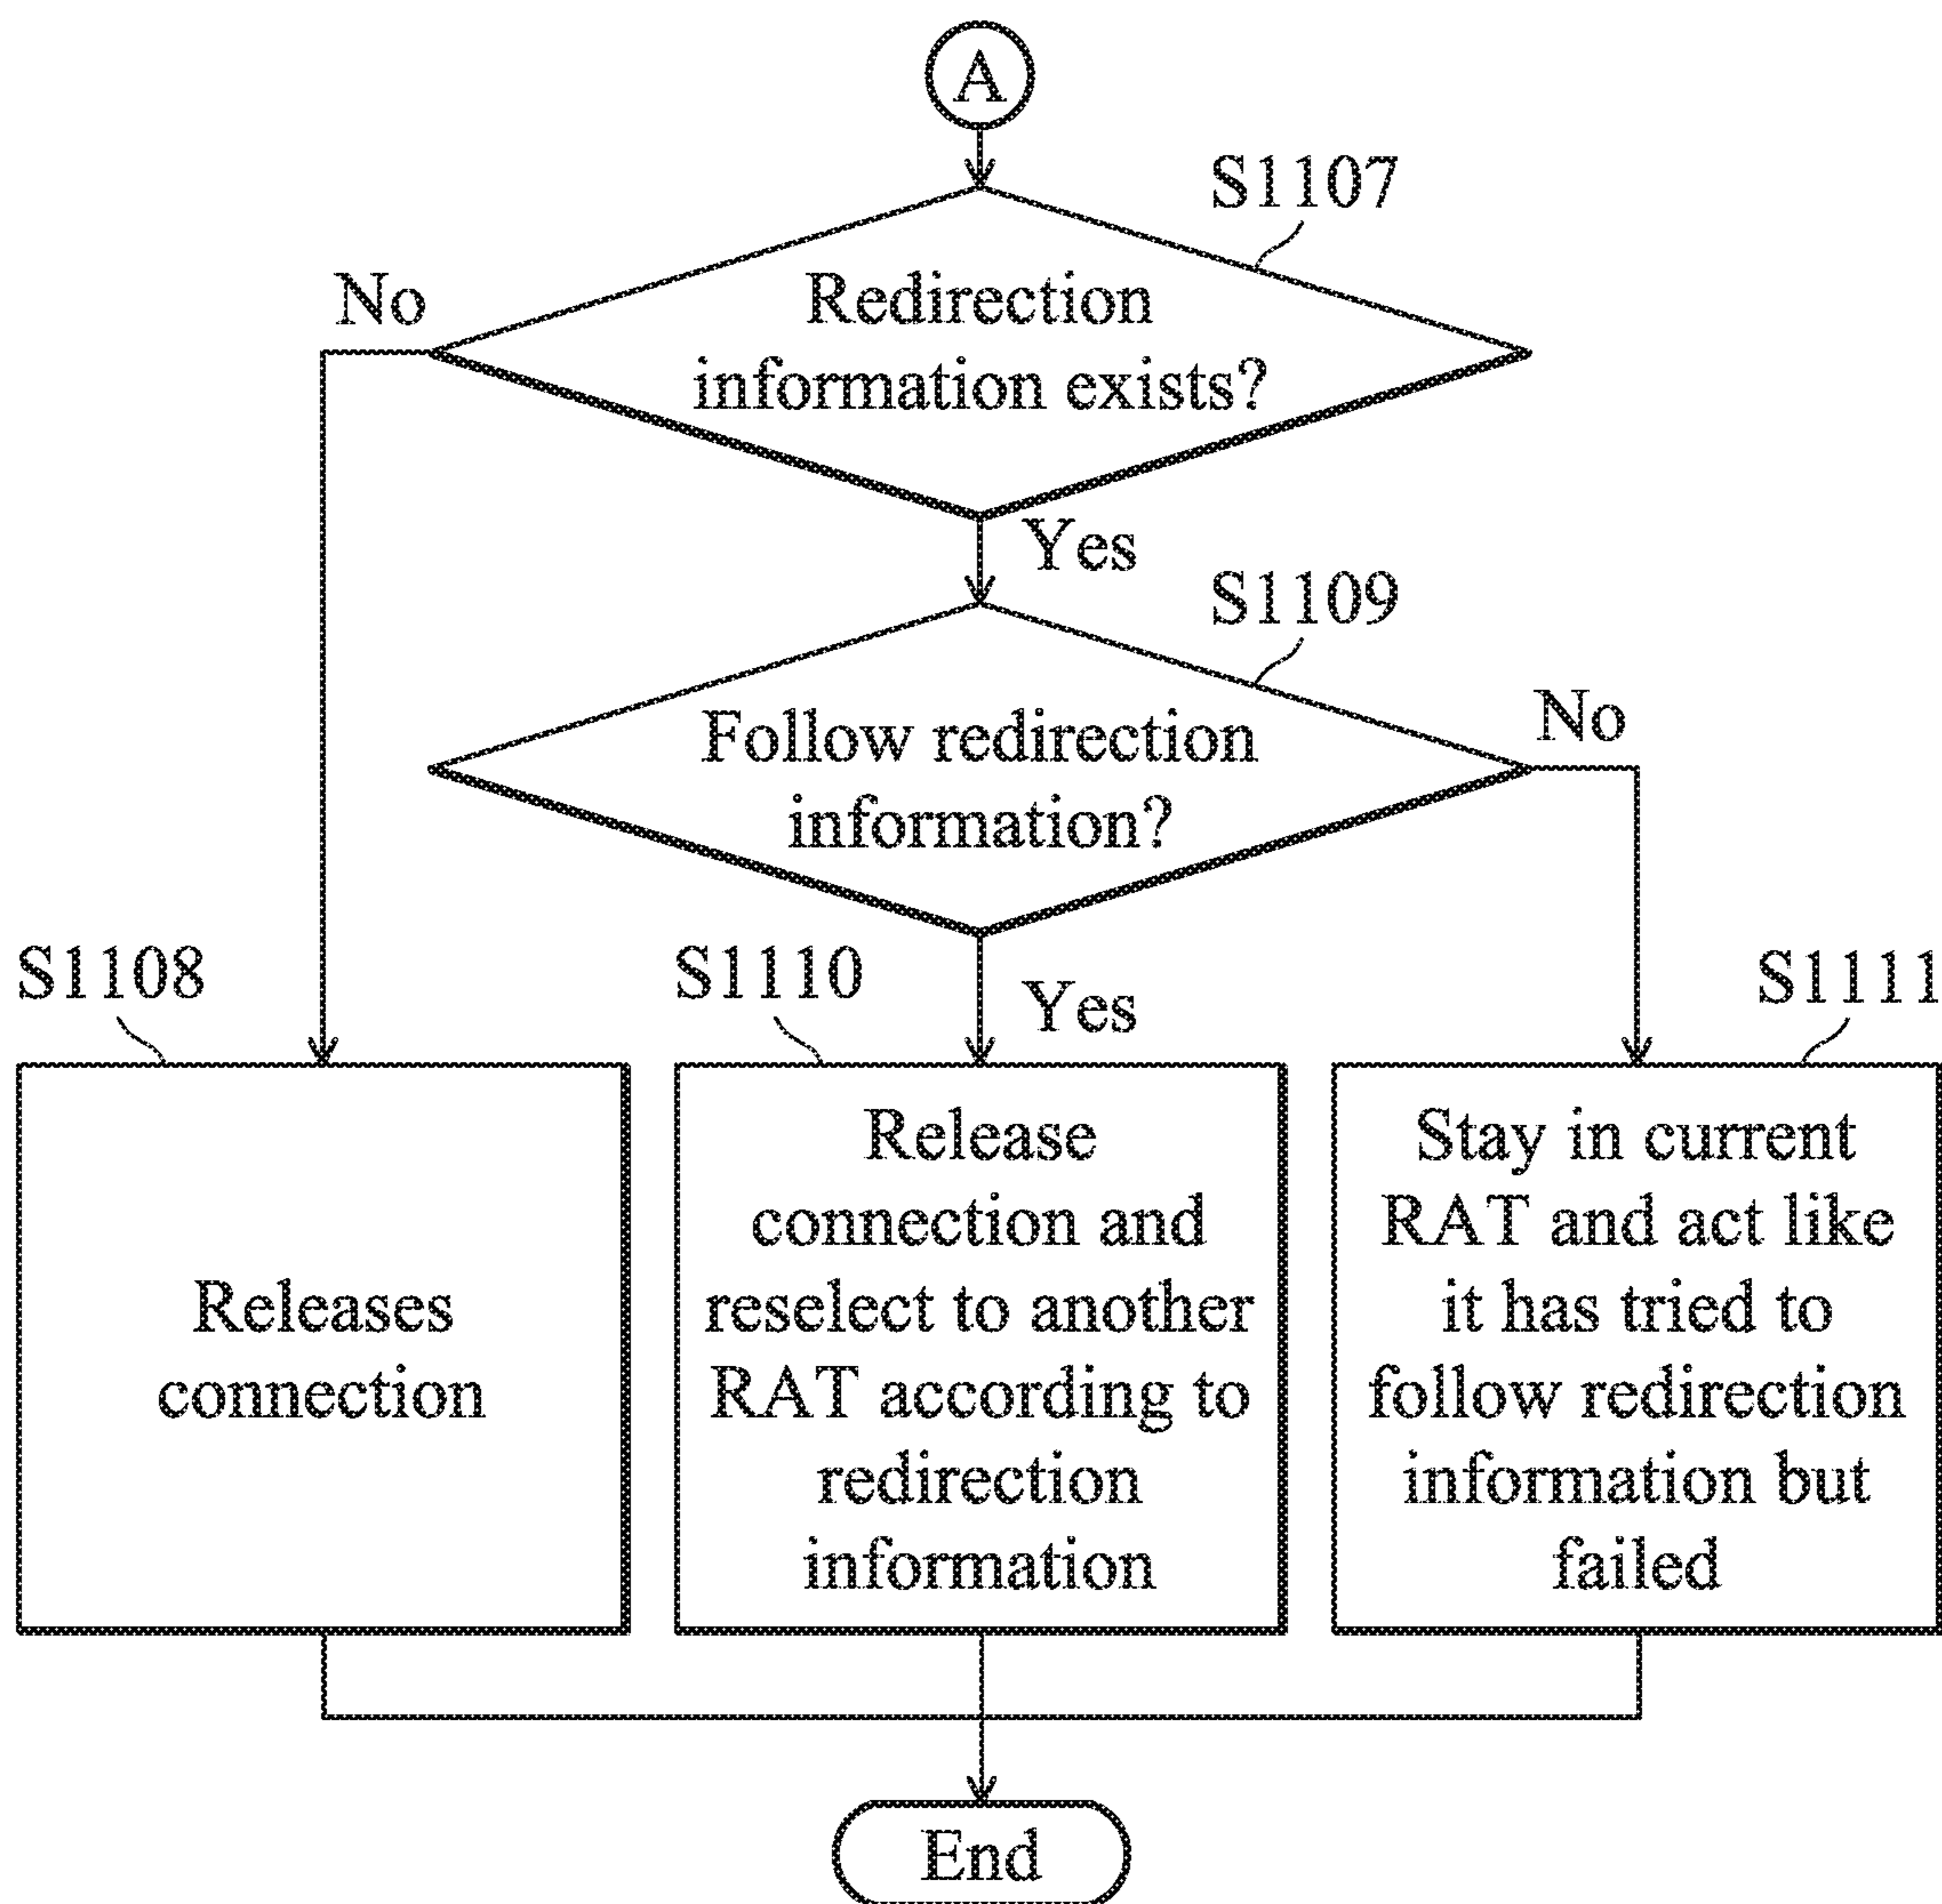 A
S1107
No
Redirection
information exists?
Yes
S1109
Follow redirection
information?
No
S1108
S1110
Yes
S1111
Releases
connection
Release
connection and
reselect to another
RAT according to
redirection
information
Stay in current
RAT and act like
it has tried to
follow redirection
information but
failed
End